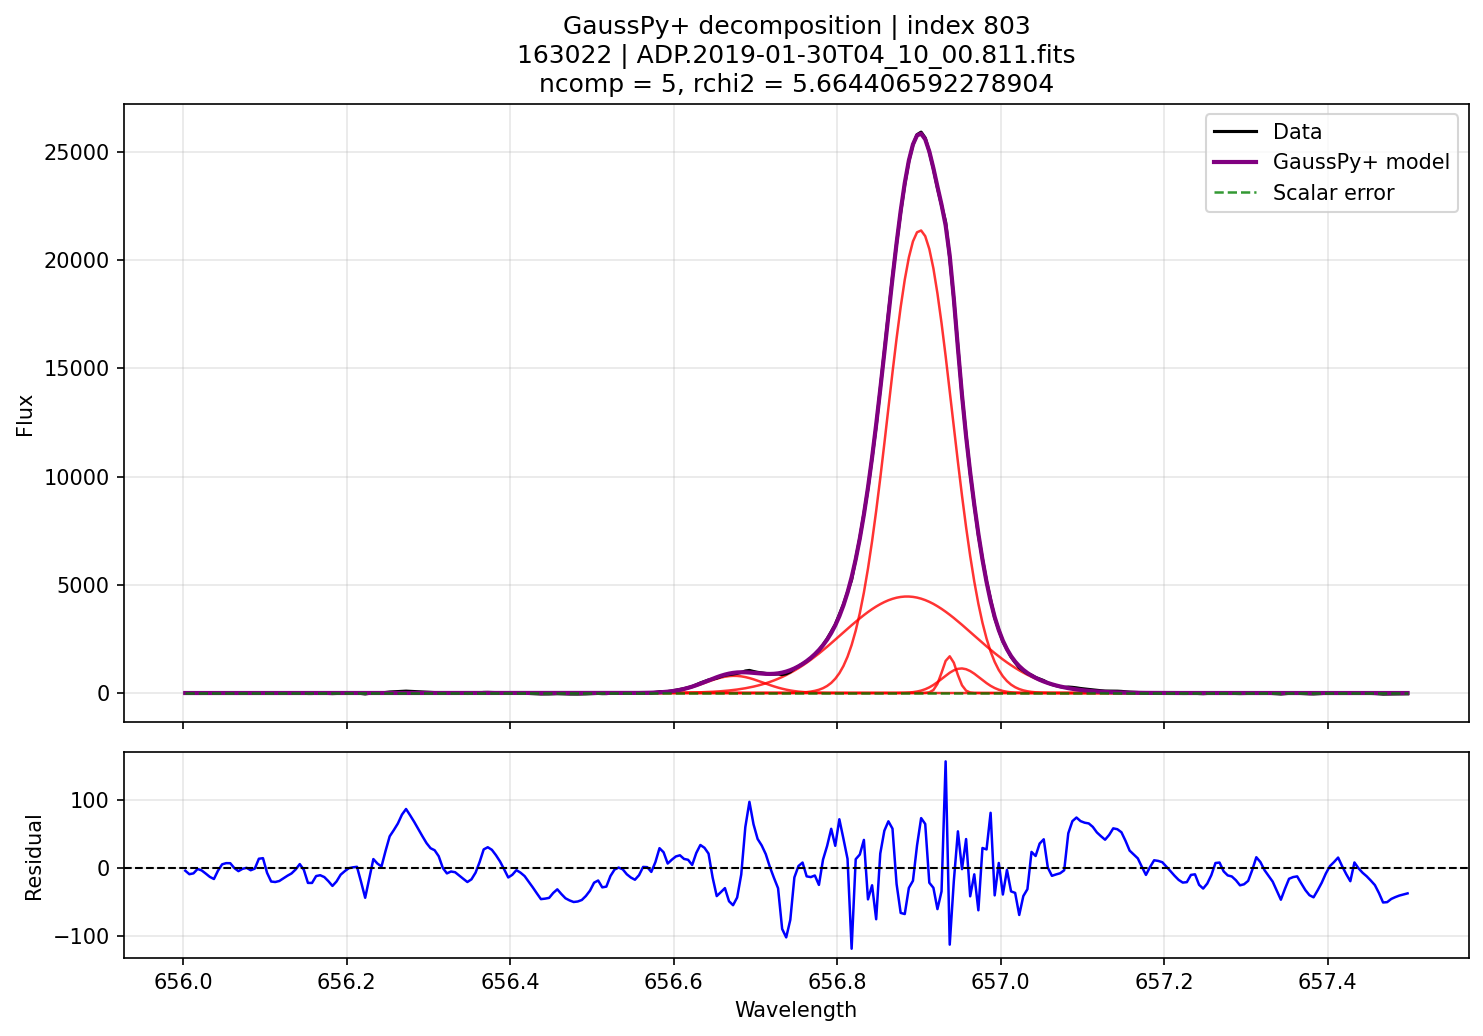 GaussPy+ decomposition | index 803
163022 | ADP.2019-01-30T04_10_00.811.fits
ncomp = 5, rchi2 = 5.664406592278904
Data
GaussPy+ model
Scalar error
Flux
25000
20000
15000
10000
5000
0
Residual
100
0
−100
656.0 656.2 656.4 656.6 656.8 657.0 657.2 657.4
Wavelength